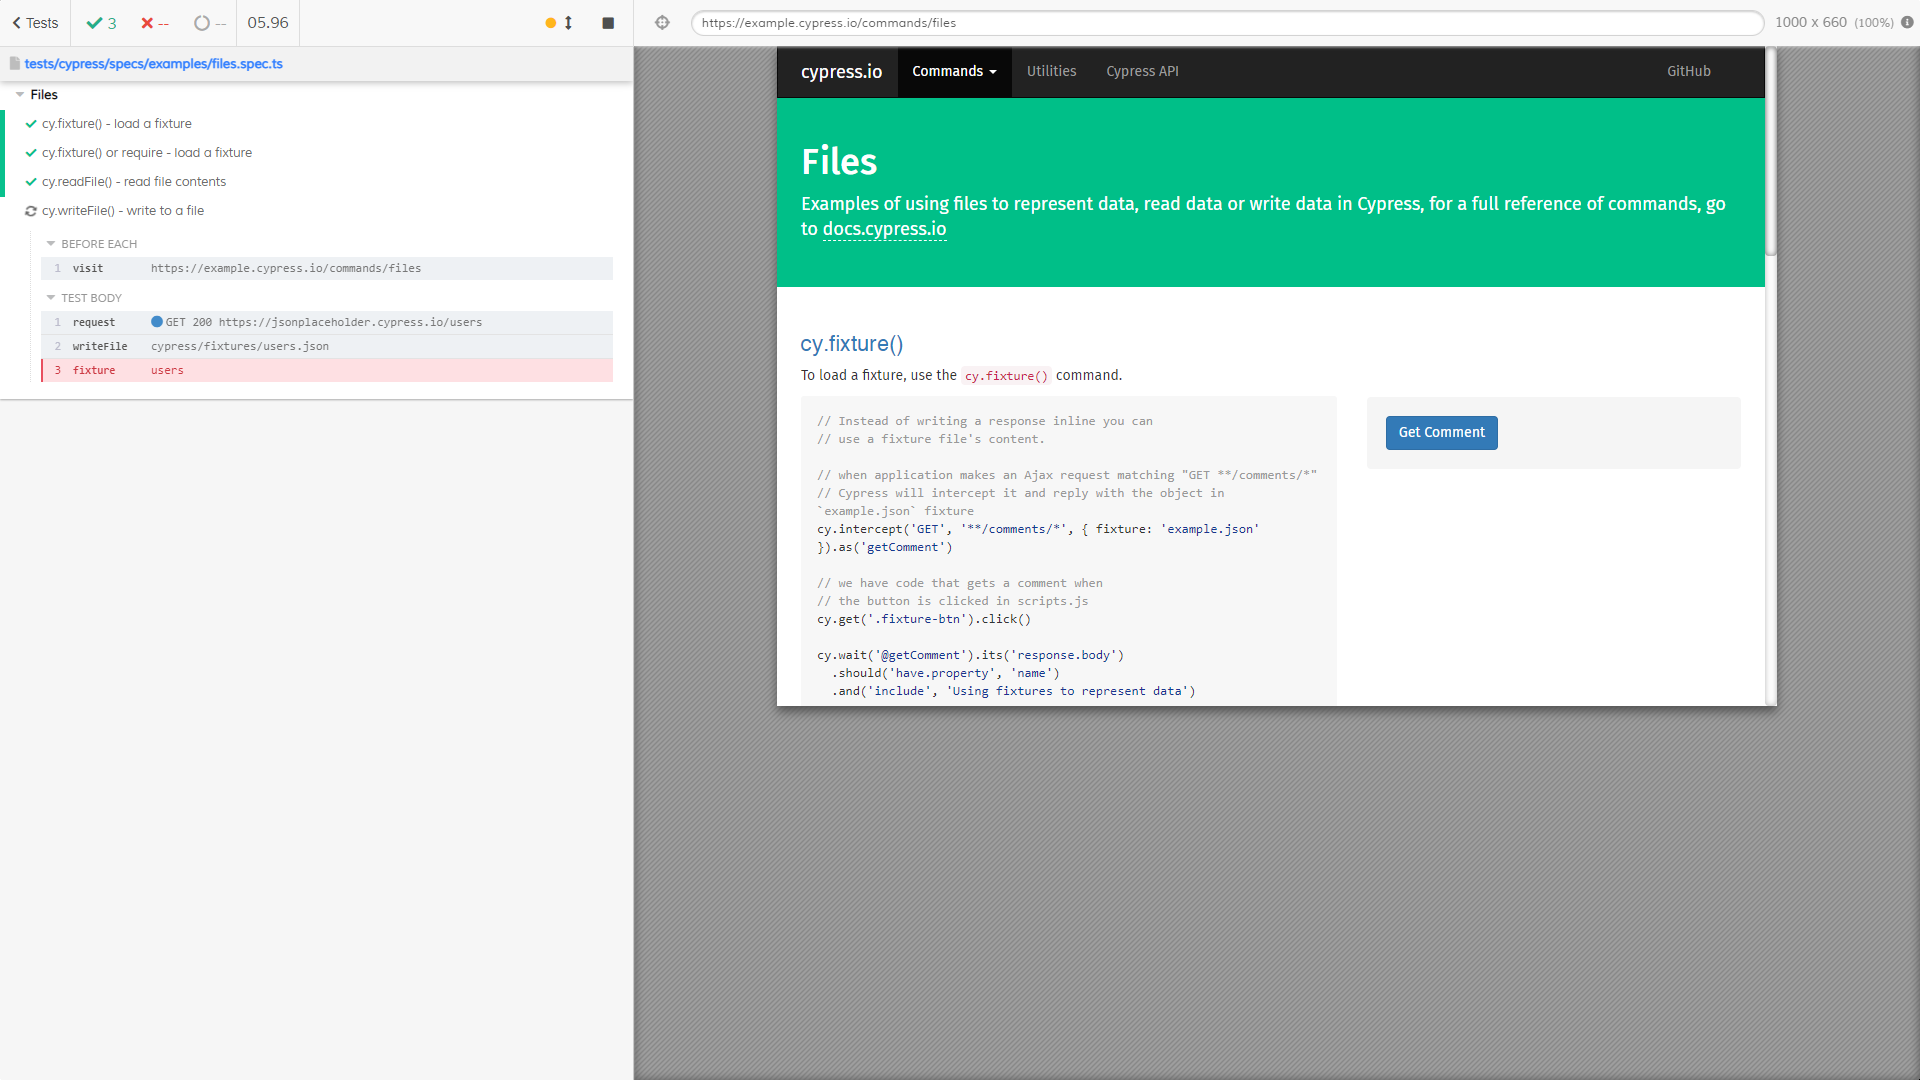 Tests
3
--
--
05.96
tests/cypress/specs/examples/files.spec.ts
Files
cy.fixture() - load a fixture
cy.fixture() or require - load a fixture
cy.readFile() - read file contents
cy.writeFile() - write to a file
BEFORE EACH
1 visit https://example.cypress.io/commands/files
TEST BODY
1 request GET 200 https://jsonplaceholder.cypress.io/users
2 writeFile cypress/fixtures/users.json
3 fixture users
https://example.cypress.io/commands/files
1000 x 660 (100%)
cypress.io Commands Utilities Cypress API GitHub
Files
Examples of using files to represent data, read data or write data in Cypress, for a full reference of commands, go
to docs.cypress.io
cy.fixture()
To load a fixture, use the cy.fixture() command.
// Instead of writing a response inline you can
// use a fixture file's content.
// when application makes an Ajax request matching "GET **/comments/*"
// Cypress will intercept it and reply with the object in
`example.json` fixture
cy.intercept('GET', '**/comments/*', { fixture: 'example.json'
}).as('getComment')
// we have code that gets a comment when
// the button is clicked in scripts.js
cy.get('.fixture-btn').click()
cy.wait('@getComment').its('response.body')
.should('have.property', 'name')
.and('include', 'Using fixtures to represent data')
Get Comment